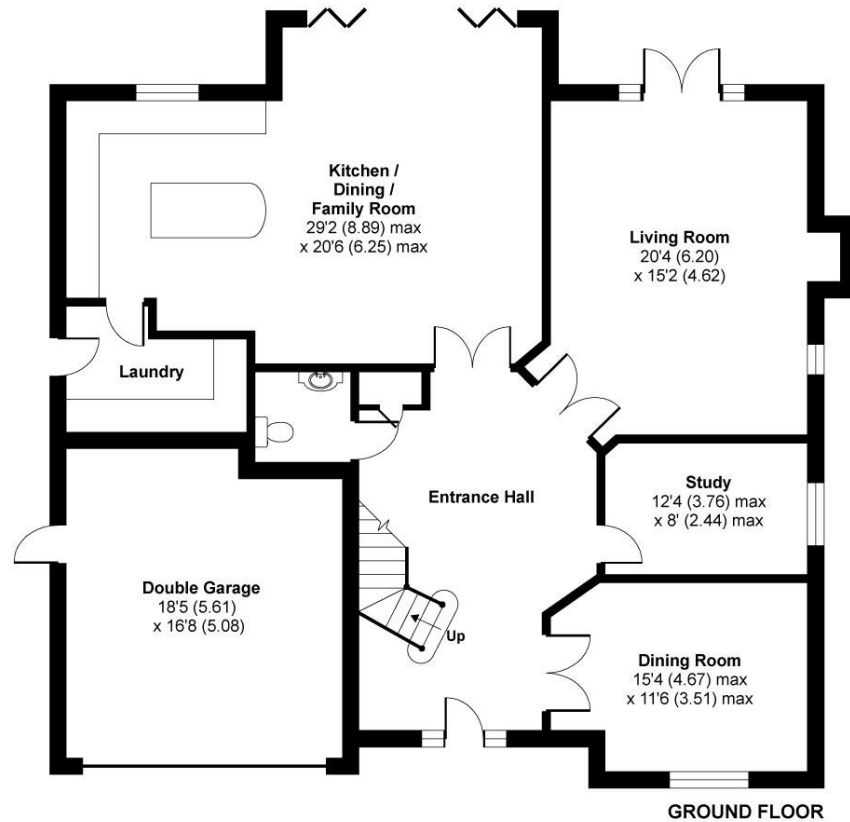 Kitchen /
Dining /
Family Room
29'2 (8.89) max
x 20'6 (6.25) max
Living Room
20'4 (6.20)
x 15'2 (4.62)
Laundry
Entrance Hall
Study
12'4 (3.76) max
x 8' (2.44) max
Double Garage
18'5 (5.61)
x 16'8 (5.08)
Up
Dining Room
15'4 (4.67) max
x 11'6 (3.51) max
GROUND FLOOR